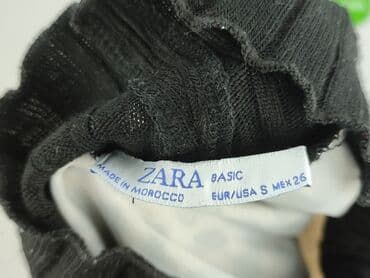 ZARA BASIC
MADE IN MOROCCO EUR/USA S MEX 26